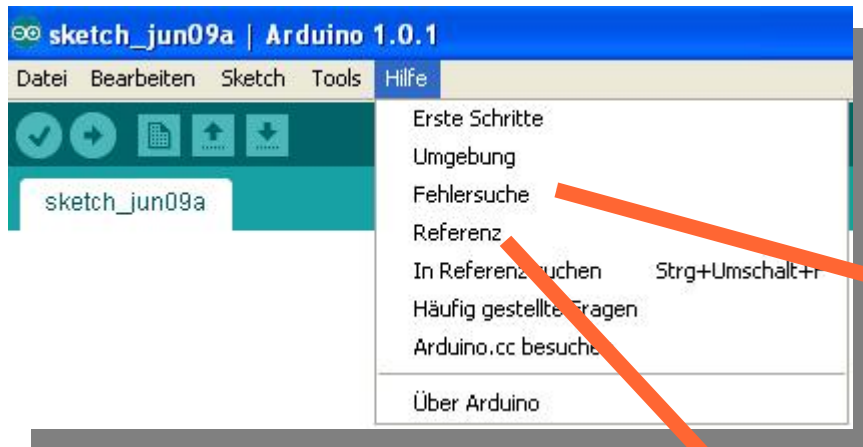 sketch_jun09a | Arduino 1.0.1
Datei Bearbeiten Sketch Tools Hilfe
sketch_jun09a
Erste Schritte
Umgebung
Fehlersuche
Referenz
In Referenz suchen Strg+Umschalt+F
Häufig gestellte Fragen
Arduino.cc besuchen
Über Arduino